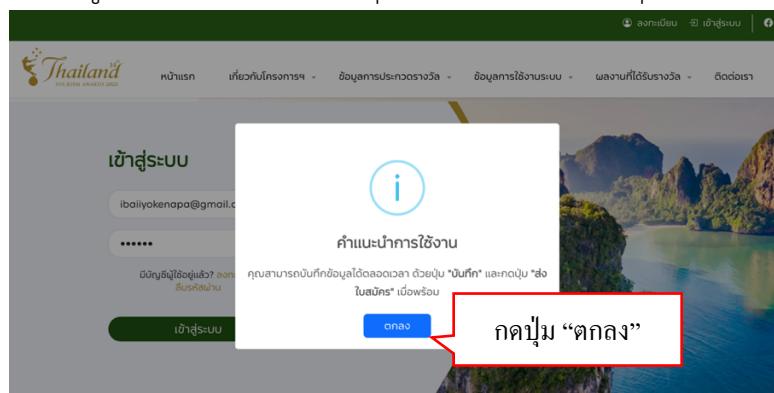 ลงทะเบียน เข้าสู่ระบบ
Thailand
TOURISM AWARDS 2023
หน้าแรก เกี่ยวกับโครงการฯ ข้อมูลการประกวดรางวัล ข้อมูลการใช้งานระบบ ผลงานที่ได้รับรางวัล ติดต่อเรา
เข้าสู่ระบบ
ibaiiyokenapa@gmail.c
มีบัญชีผู้ใช้อยู่แล้ว? ลงทะ
ลืมรหัสผ่าน
เข้าสู่ระบบ
i
คำแนะนำการใช้งาน
คุณสามารถบันทึกข้อมูลได้ตลอดเวลา ด้วยปุ่ม "บันทึก" และกดปุ่ม "ส่ง
ใบสมัคร" เมื่อพร้อม
ตกลง
กดปุ่ม “ตกลง”